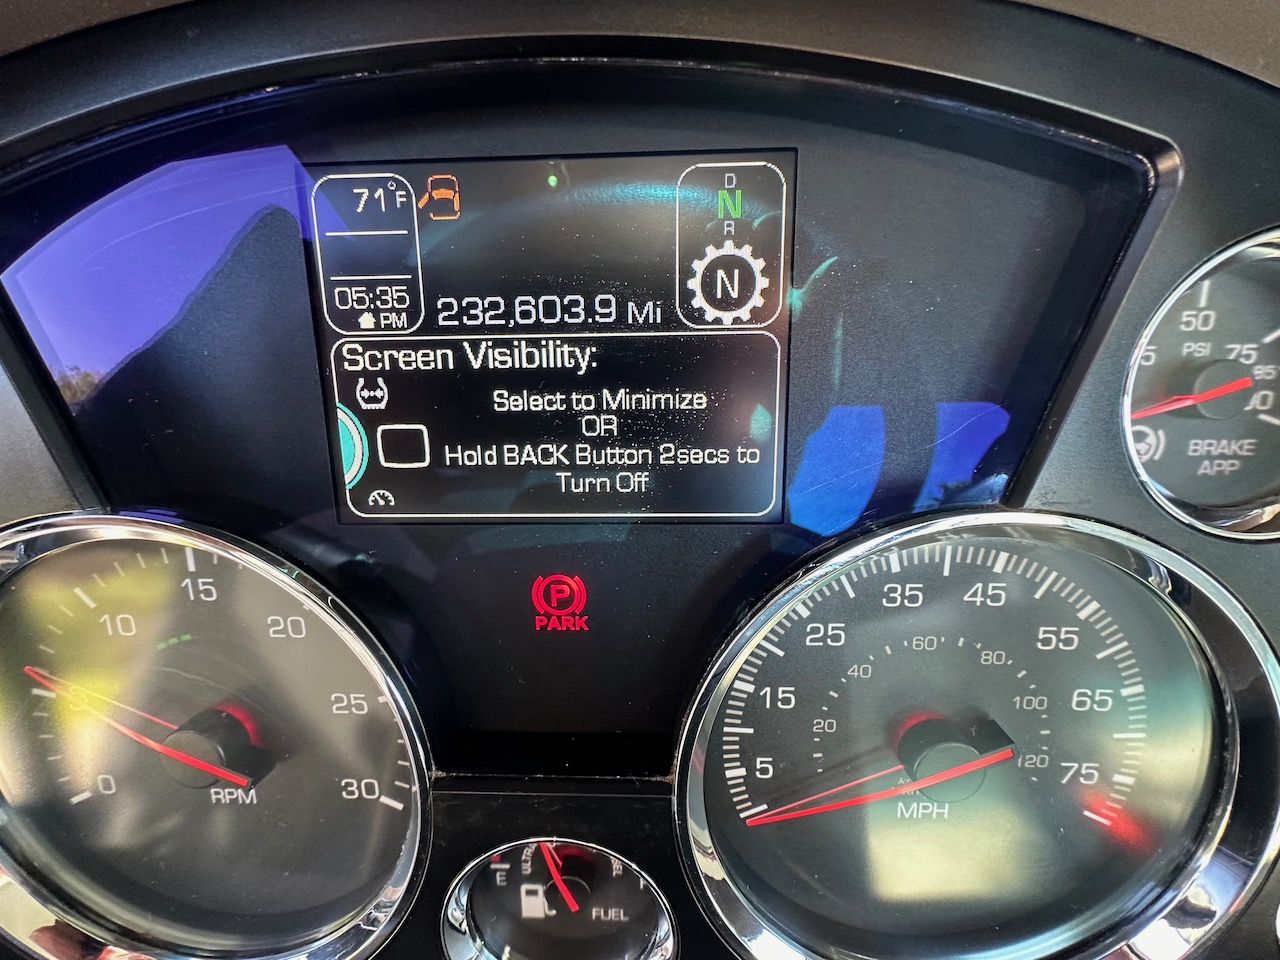 71°F
D
N
R
N
05:35
PM
232,603.9 Mi
Screen Visibility:
Select to Minimize
OR
Hold BACK Button 2secs to
Turn Off
P
PARK
50
PSI
75
BRAKE
APP
0
10
15
20
25
30
RPM
5
15
25
35
45
55
65
75
20
40
60
80
100
120
MPH
E
FUEL